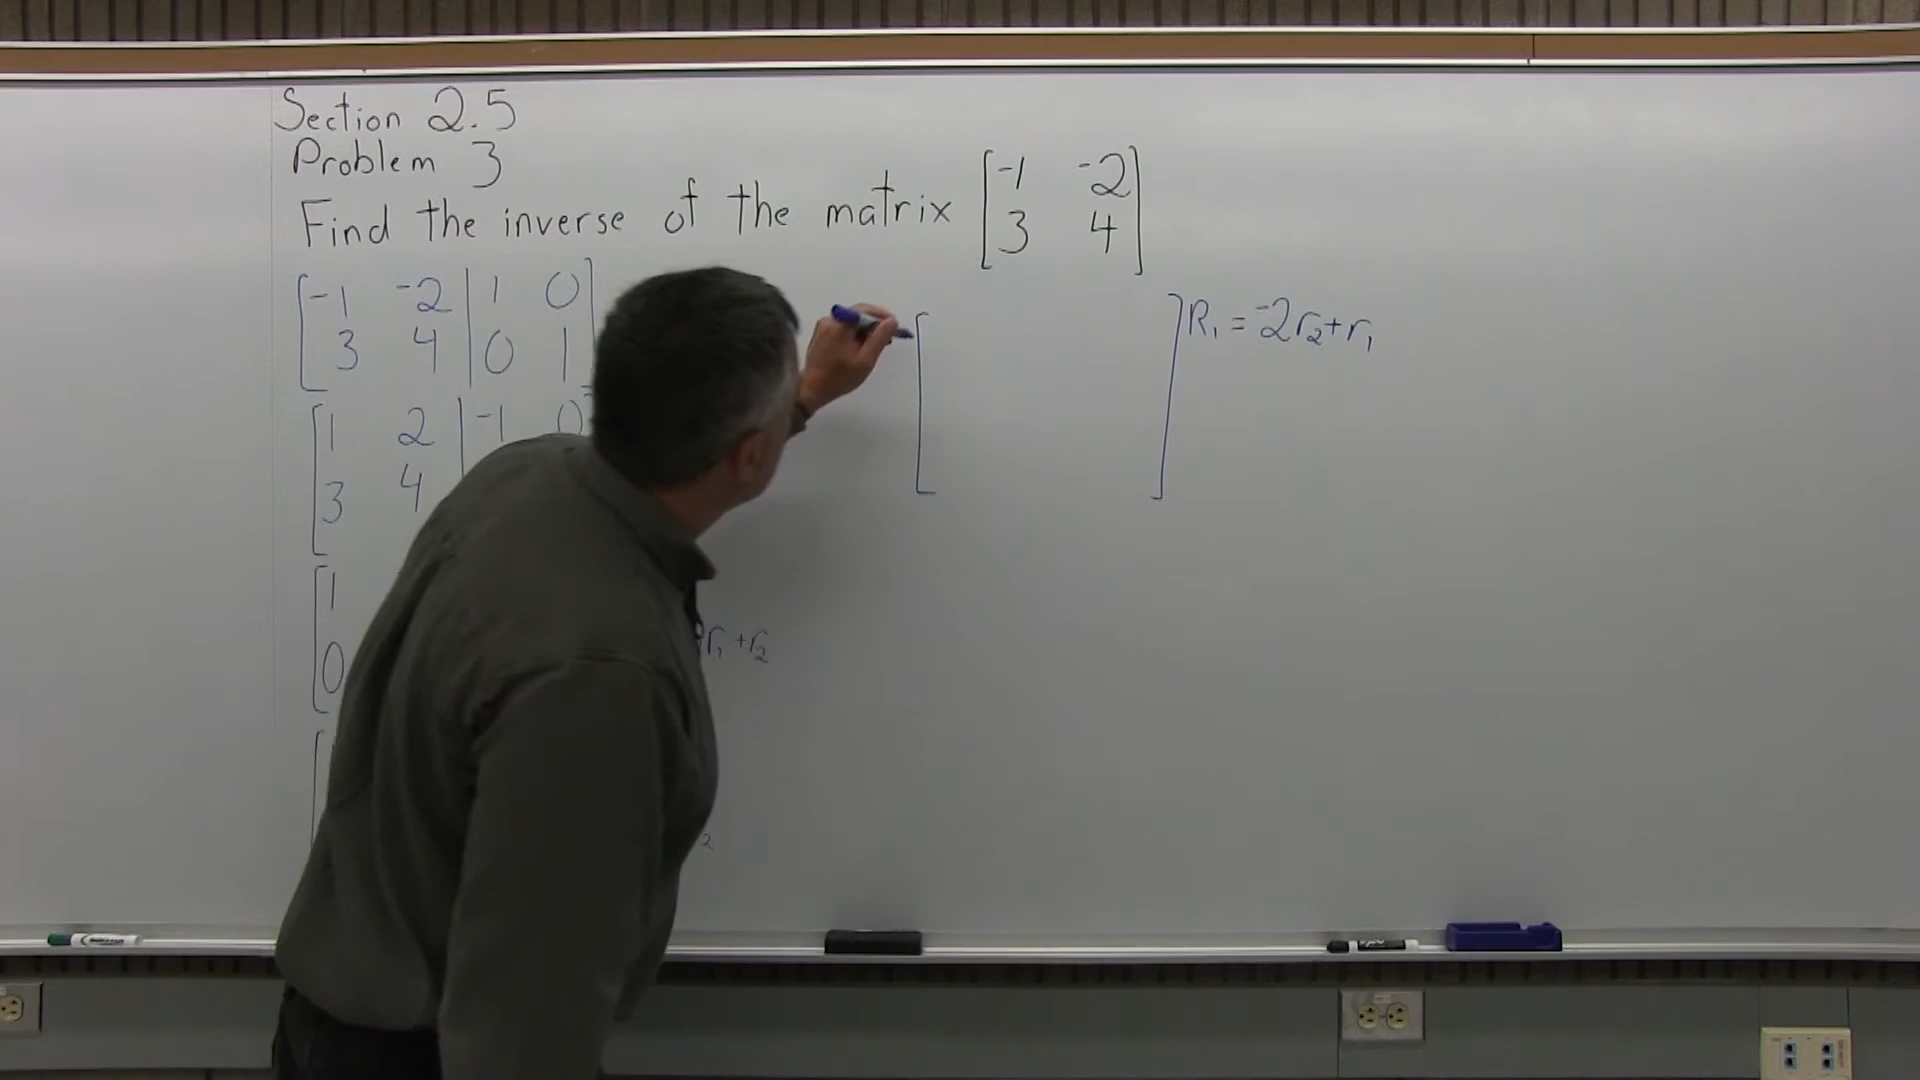 Section 2.5
Problem 3
Find the inverse of the matrix [-1 -2
3 4]
[-1 -2 | 1 0]
3 4 | 0 1
[1 2 | -1 0]
3 4
[1
0
r₁ + r₂
2
[ ] R₁ = -2r₂+r₁